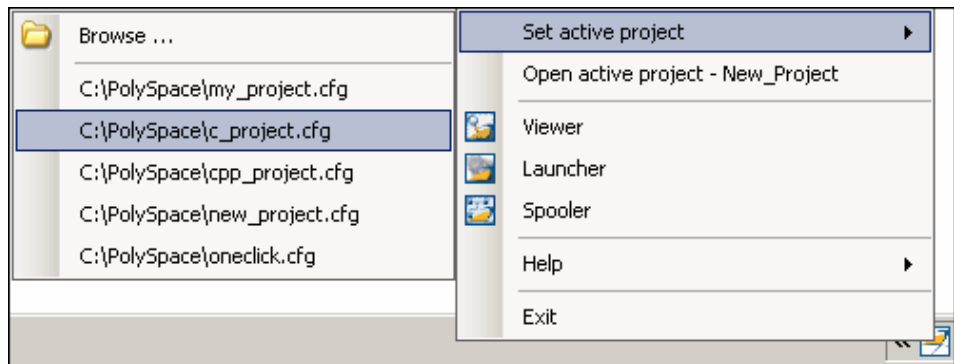 Browse ...
C:\PolySpace\my_project.cfg
C:\PolySpace\c_project.cfg
C:\PolySpace\cpp_project.cfg
C:\PolySpace\new_project.cfg
C:\PolySpace\oneclick.cfg
Set active project
Open active project - New_Project
Viewer
Launcher
Spooler
Help
Exit